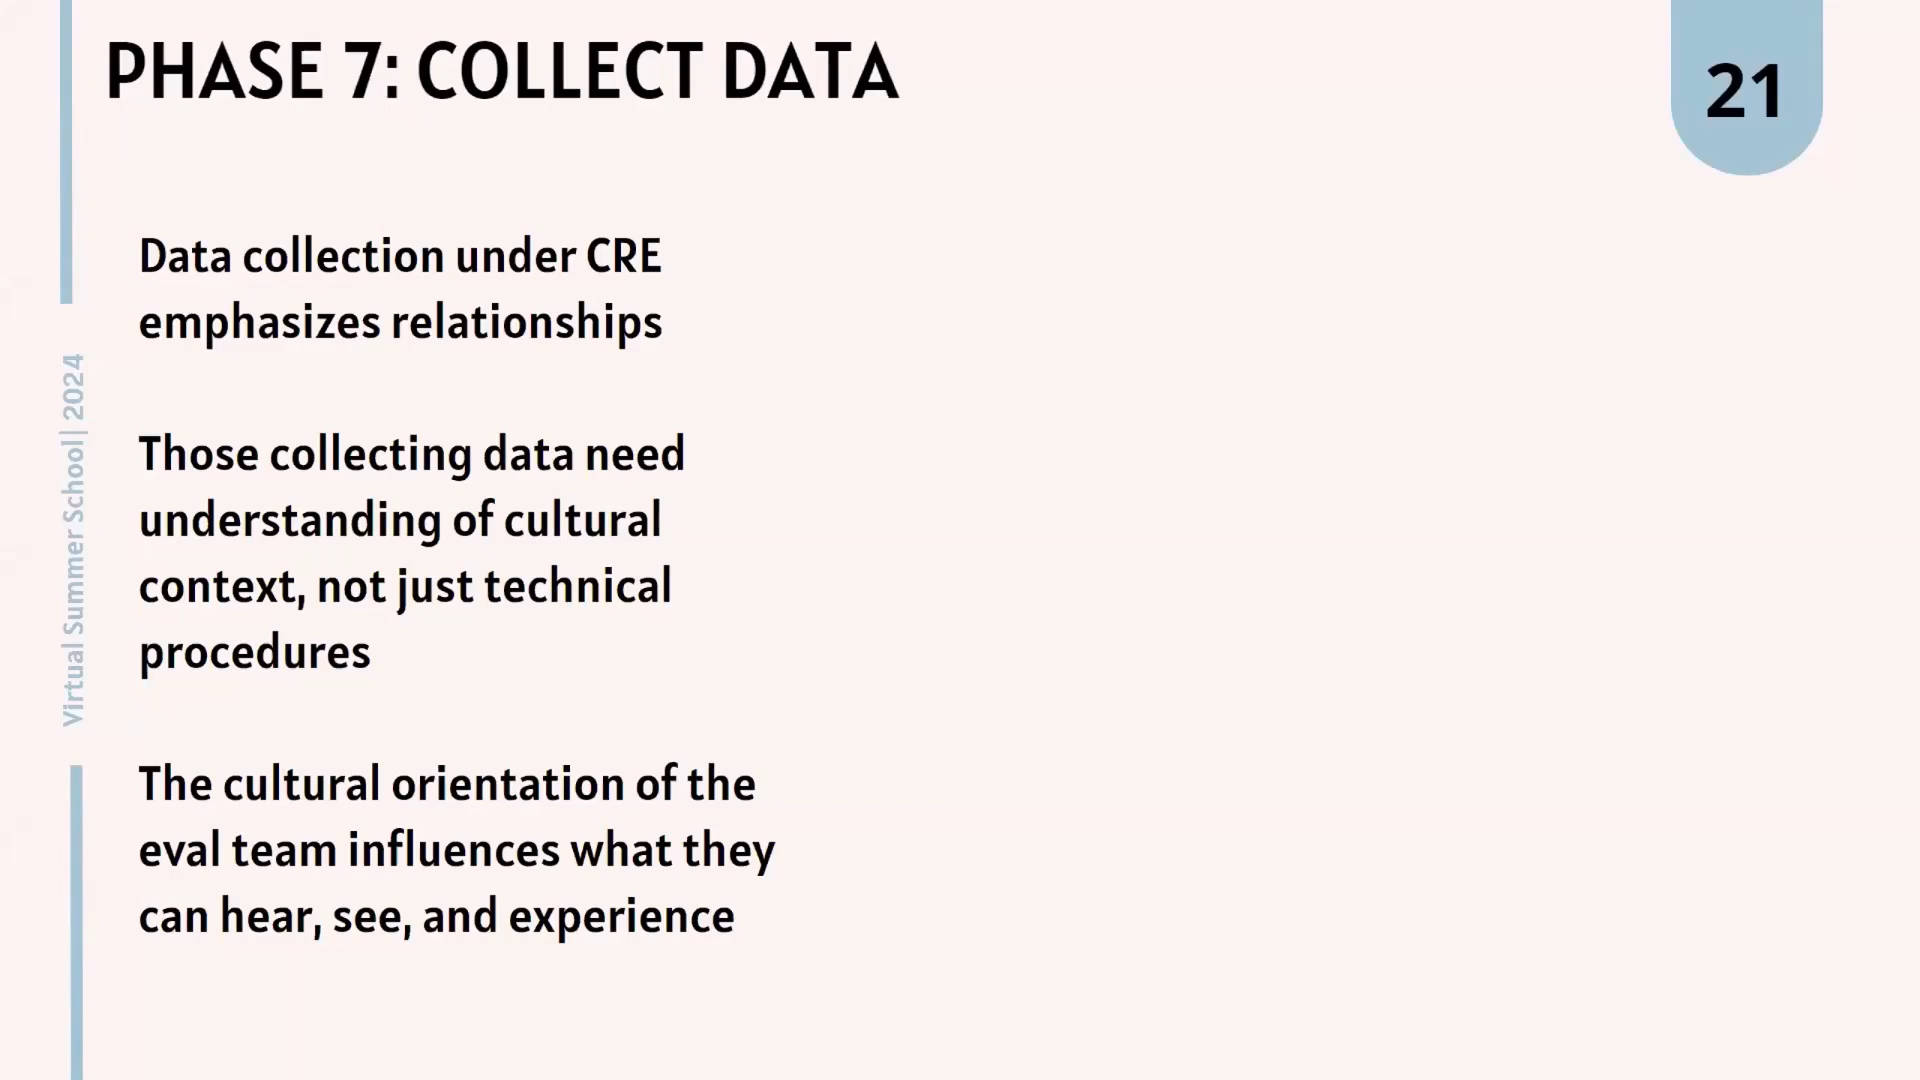 PHASE 7: COLLECT DATA
21
Data collection under CRE
emphasizes relationships
Those collecting data need
understanding of cultural
context, not just technical
procedures
The cultural orientation of the
eval team influences what they
can hear, see, and experience
Virtual Summer School| 2024